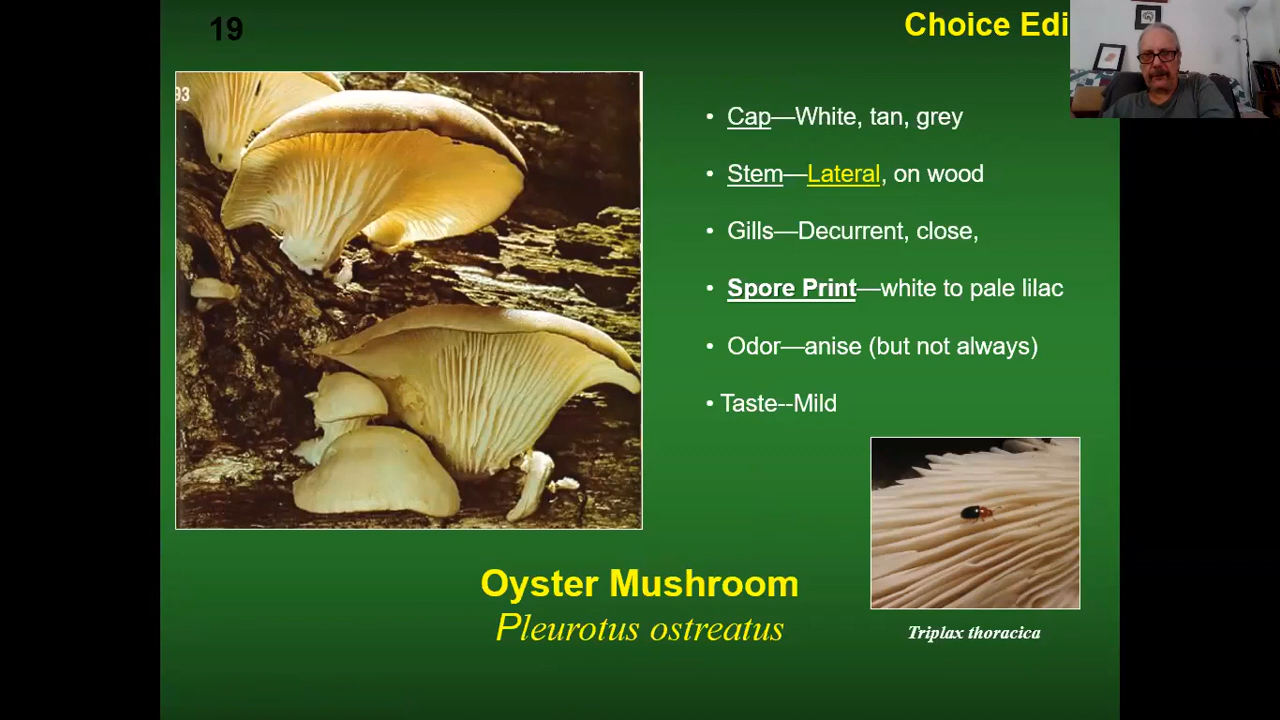 19
Choice Edi
93
• Cap—White, tan, grey
• Stem—Lateral, on wood
• Gills—Decurrent, close,
• Spore Print—white to pale lilac
• Odor—anise (but not always)
• Taste--Mild
Oyster Mushroom
Pleurotus ostreatus
Triplax thoracica